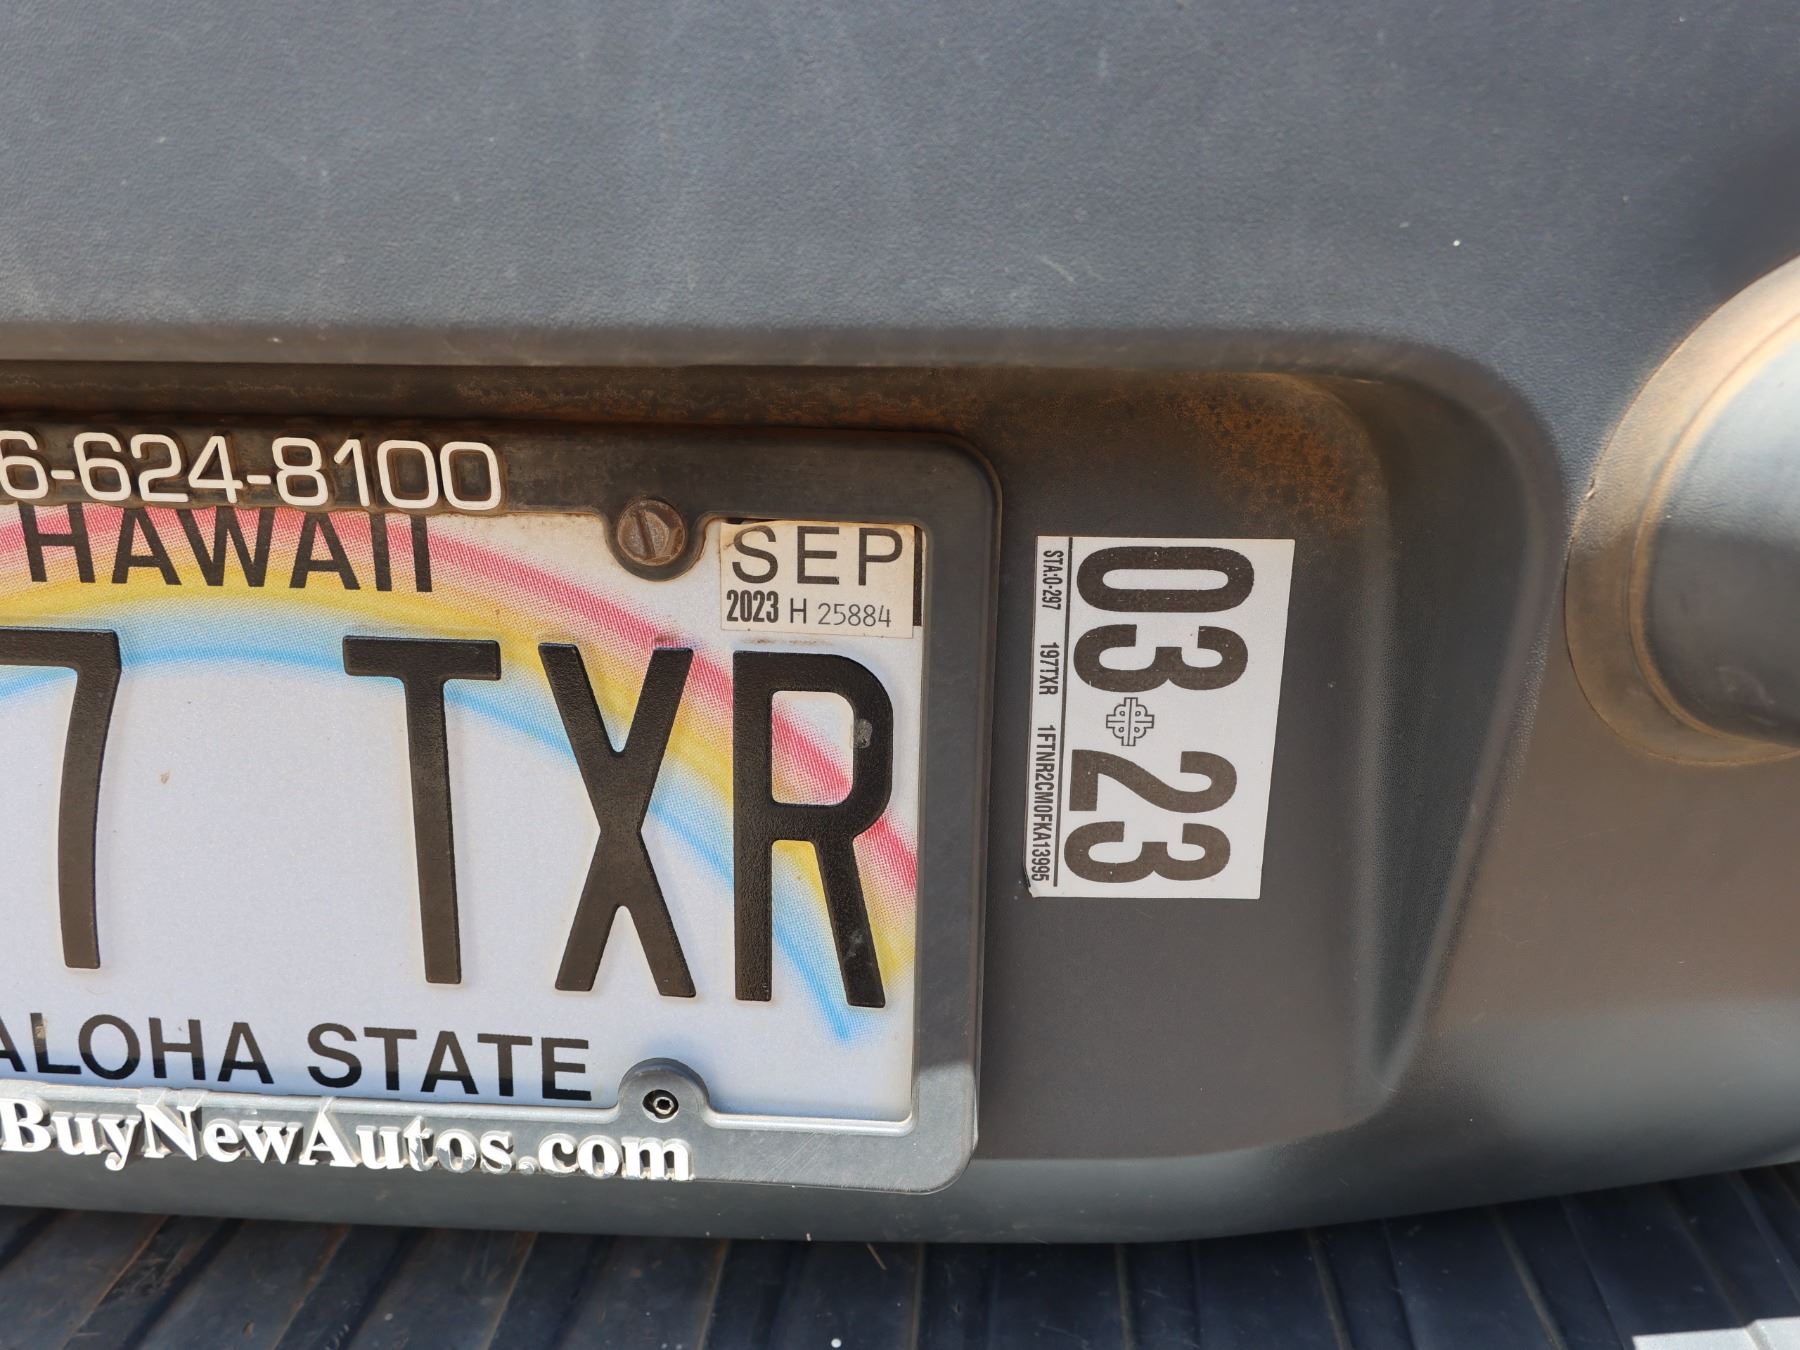 6-624-8100
HAWAII
SEP
2023 H 25884
7 TXR
ALOHA STATE
BuyNewAutos.com
03 23
STA:0-297 197TXR 1FTNR2CM0FKA13995